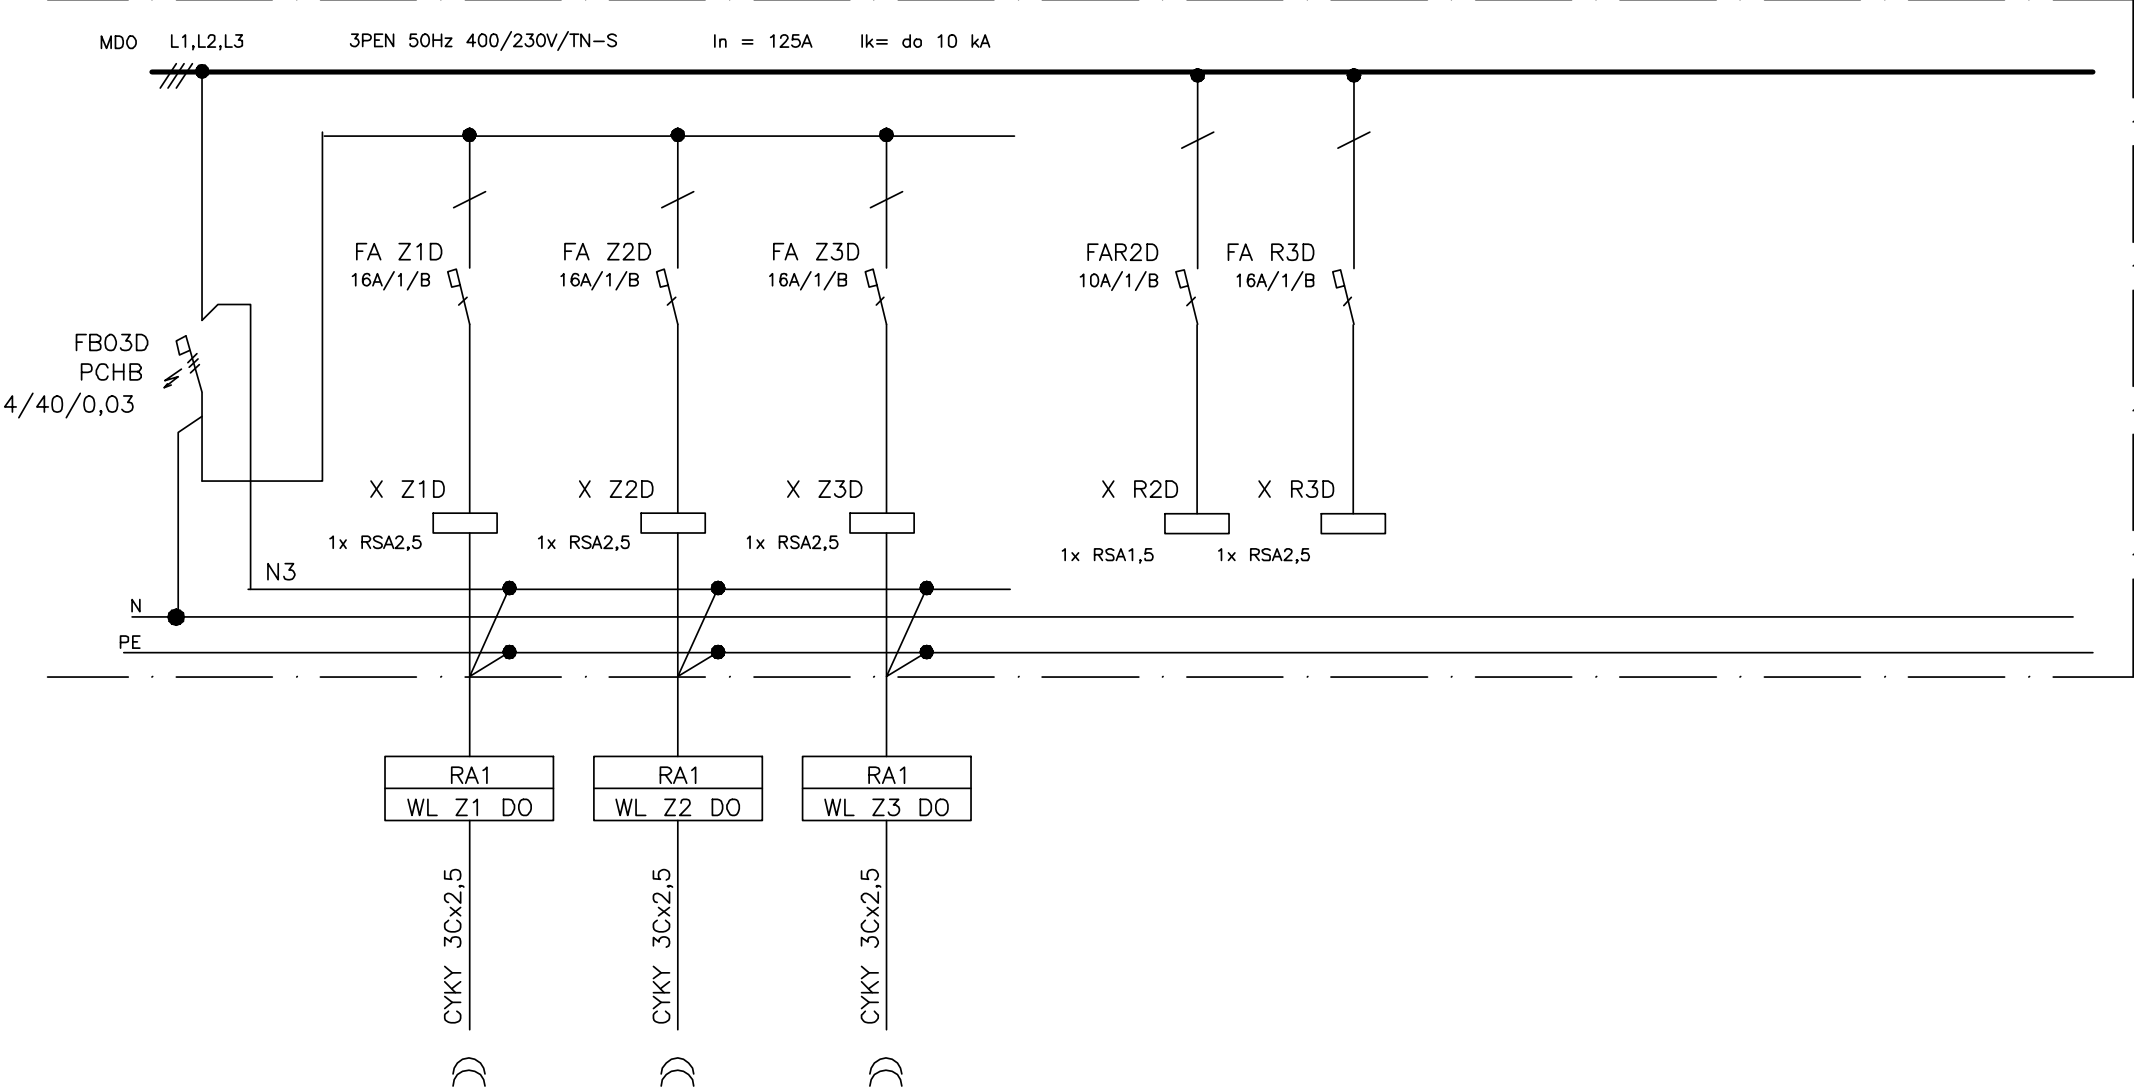 MDO L1,L2,L3 3PEN 50Hz 400/230V/TN-S In = 125A Ik= do 10 kA
FA Z1D FA Z2D FA Z3D FAR2D FA R3D
16A/1/B 16A/1/B 16A/1/B 10A/1/B 16A/1/B
FB03D
PCHB
4/40/0,03
X Z1D X Z2D X Z3D X R2D X R3D
1x RSA2,5 1x RSA2,5 1x RSA2,5 1x RSA1,5 1x RSA2,5
N3
N
PE
RA1 RA1 RA1
WL Z1 DO WL Z2 DO WL Z3 DO
CYKY 3Cx2,5 CYKY 3Cx2,5 CYKY 3Cx2,5